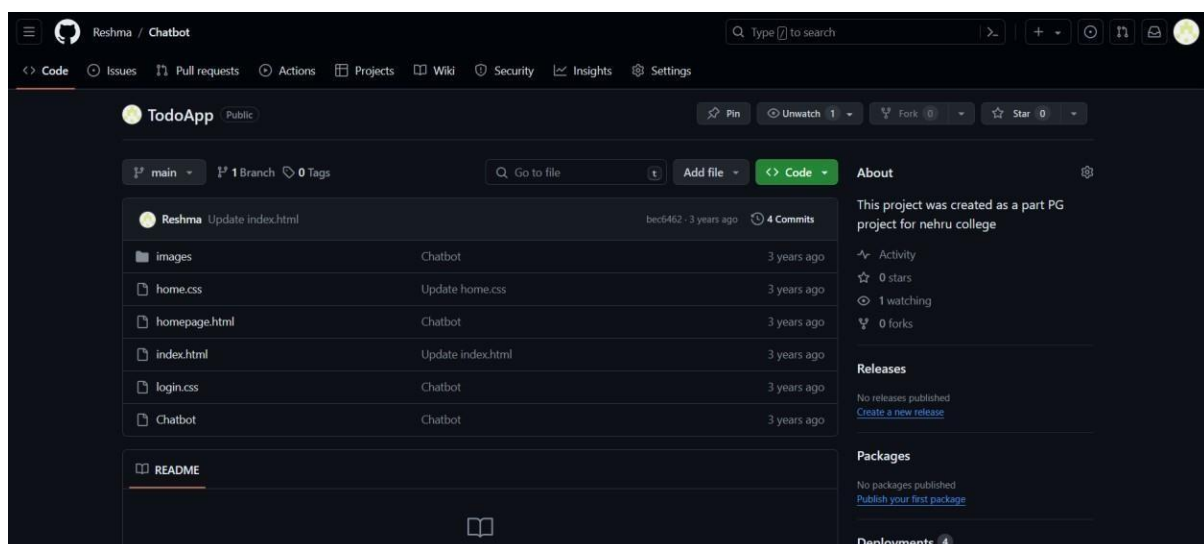 Reshma / Chatbot
Type / to search
<> Code Issues Pull requests Actions Projects Wiki Security Insights Settings
TodoApp Public
Pin Unwatch 1 Fork 0 Star 0
main 1 Branch 0 Tags Go to file t Add file <> Code
Reshma Update index.html bec6462 · 3 years ago 4 Commits
images Chatbot 3 years ago
home.css Update home.css 3 years ago
homepage.html Chatbot 3 years ago
index.html Update index.html 3 years ago
login.css Chatbot 3 years ago
Chatbot Chatbot 3 years ago
README
About
This project was created as a part PG
project for nehru college
Activity
0 stars
1 watching
0 forks
Releases
No releases published
Create a new release
Packages
No packages published
Publish your first package
Deployments 4